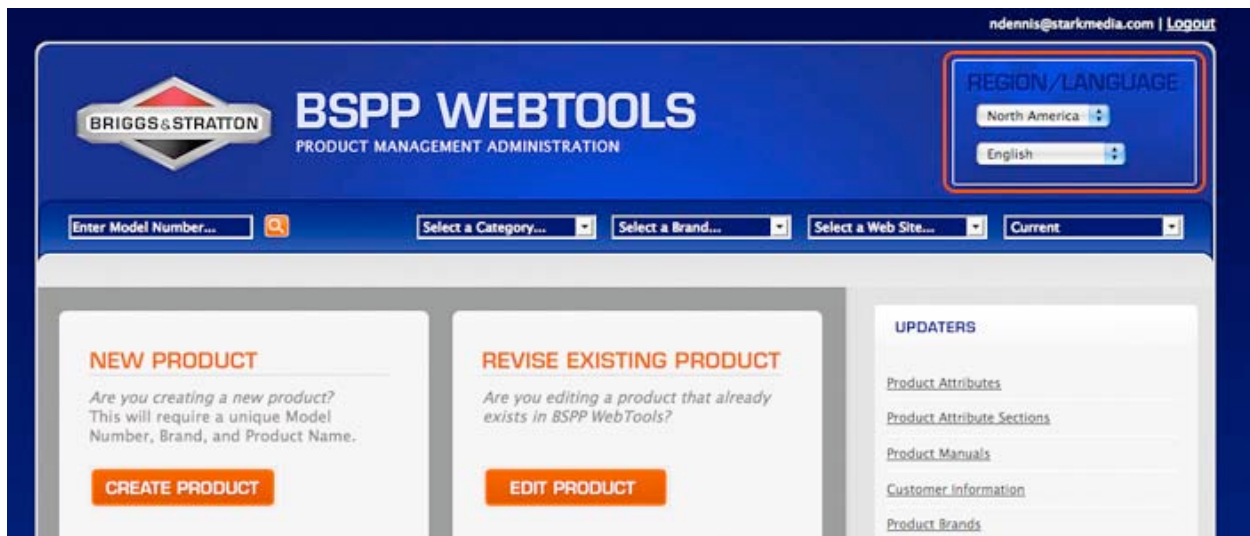 ndennis@starkmedia.com | Logout
BRIGGS & STRATTON
BSPP WEBTOOLS
PRODUCT MANAGEMENT ADMINISTRATION
REGION/LANGUAGE
North America
English
Enter Model Number...
Select a Category...
Select a Brand...
Select a Web Site...
Current
NEW PRODUCT
Are you creating a new product?
This will require a unique Model
Number, Brand, and Product Name.
CREATE PRODUCT
REVISE EXISTING PRODUCT
Are you editing a product that already
exists in BSPP WebTools?
EDIT PRODUCT
UPDATERS
Product Attributes
Product Attribute Sections
Product Manuals
Customer Information
Product Brands